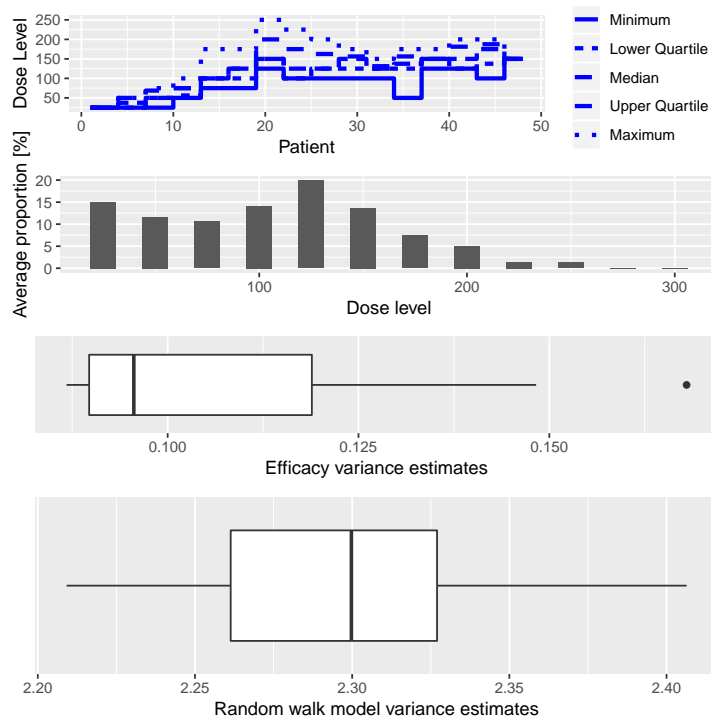 Dose Level
250
200
150
100
50
0
10
20
30
40
50
Patient
Minimum
Lower Quartile
Median
Upper Quartile
Maximum
Average proportion [%]
20
15
10
5
0
100
200
300
Dose level
0.100
0.125
0.150
Efficacy variance estimates
2.20
2.25
2.30
2.35
2.40
Random walk model variance estimates